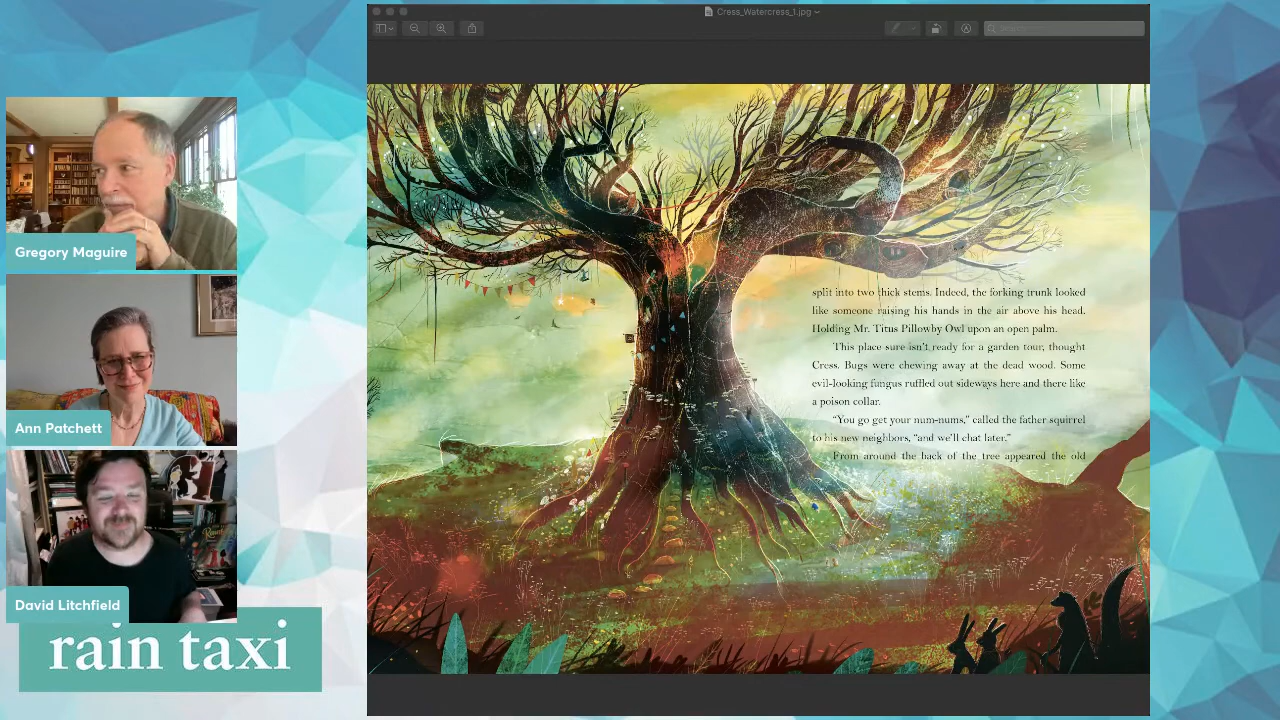 Cress_Watercress_1.jpg
Search
Gregory Maguire
Ann Patchett
David Litchfield
rain taxi
split into two thick stems. Indeed, the forking trunk looked
like someone raising his hands in the air above his head.
Holding Mr. Titus Pillowby Owl upon an open palm.
This place sure isn't ready for a garden tour, thought
Cress. Bugs were chewing away at the dead wood. Some
evil-looking fungus ruffled out sideways here and there like
a poison collar.
“You go get your num-nums,” called the father squirrel
to his new neighbors, “and we’ll chat later.”
From around the back of the tree appeared the old